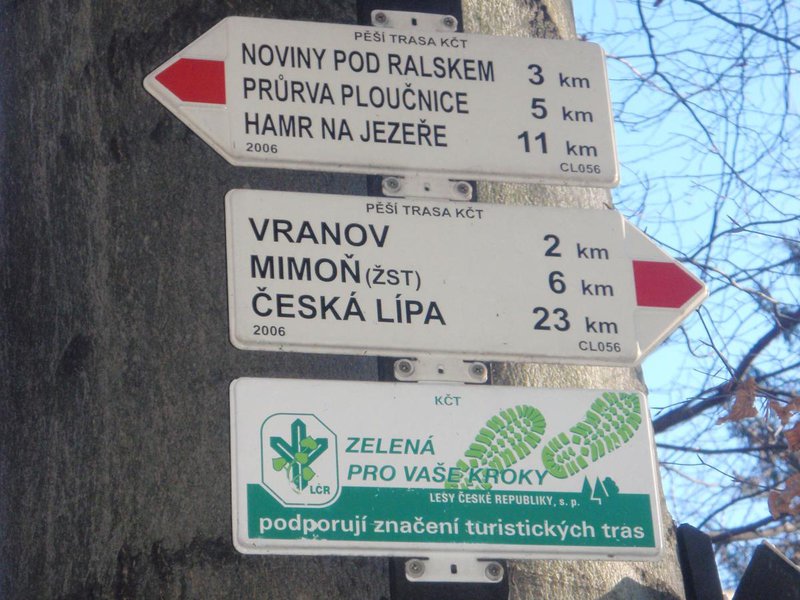 PĚŠÍ TRASA KČT
NOVINY POD RALSKEM 3 km
PRŮRVA PLOUČNICE 5 km
HAMR NA JEZEŘE 11 km
2006 CL056
PĚŠÍ TRASA KČT
VRANOV 2 km
MIMOŇ (ŽST) 6 km
ČESKÁ LÍPA 23 km
2006 CL056
KČT
ZELENÁ
PRO VAŠE KROKY
LČR
LESY ČESKÉ REPUBLIKY, s. p.
podporují značení turistických tras